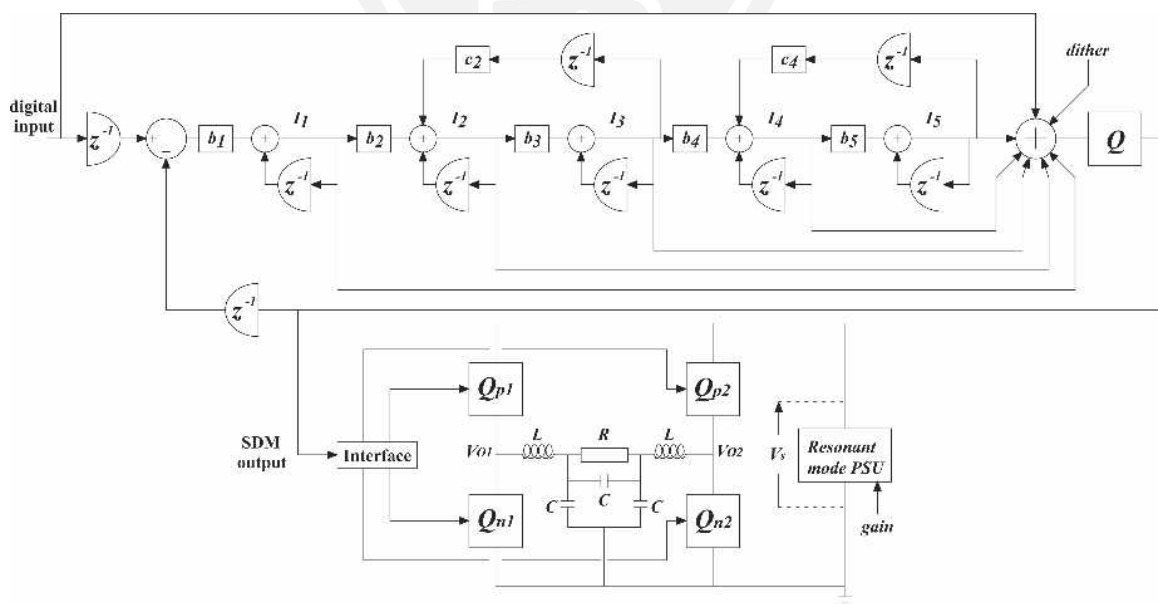 z⁻¹
z⁻¹
c2
c4
dither
digital
input
z⁻¹
−
b1
I1
b2
I2
b3
I3
b4
I4
b5
I5
Q
z⁻¹
z⁻¹
z⁻¹
z⁻¹
z⁻¹
z⁻¹
Qp1
Qp2
SDM
output
Interface
VO1
L
R
L
VO2
Vs
Resonant
mode PSU
C
C
C
Qn1
Qn2
gain